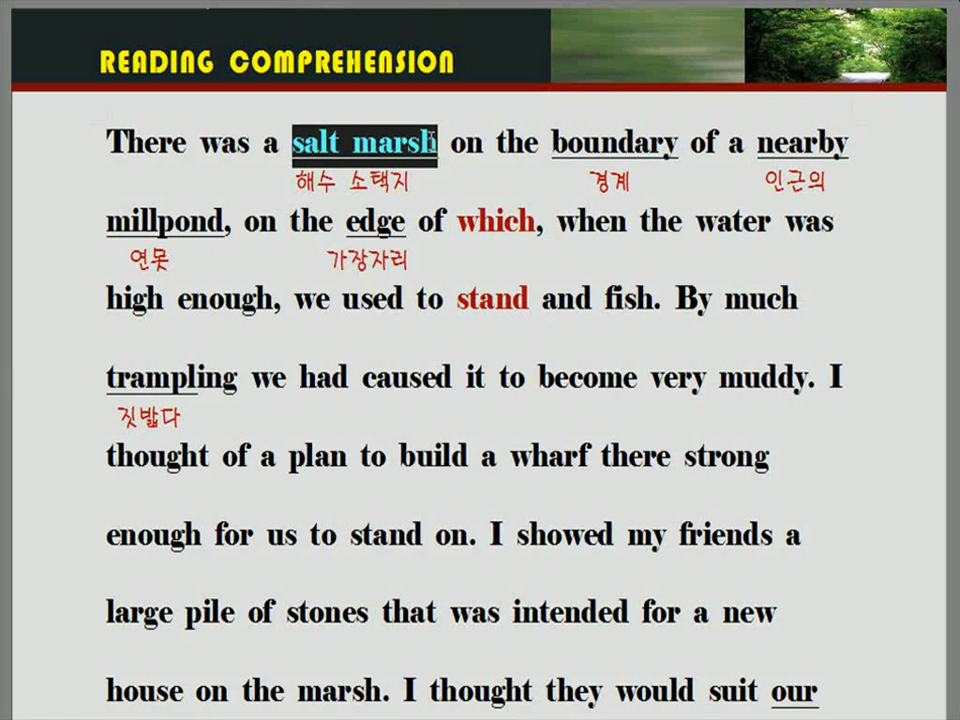 READING COMPREHENSION
There was a salt marsh on the boundary of a nearby
해수 소택지 경계 인근의
millpond, on the edge of which, when the water was
연못 가장자리
high enough, we used to stand and fish. By much
trampling we had caused it to become very muddy. I
짓밟다
thought of a plan to build a wharf there strong
enough for us to stand on. I showed my friends a
large pile of stones that was intended for a new
house on the marsh. I thought they would suit our